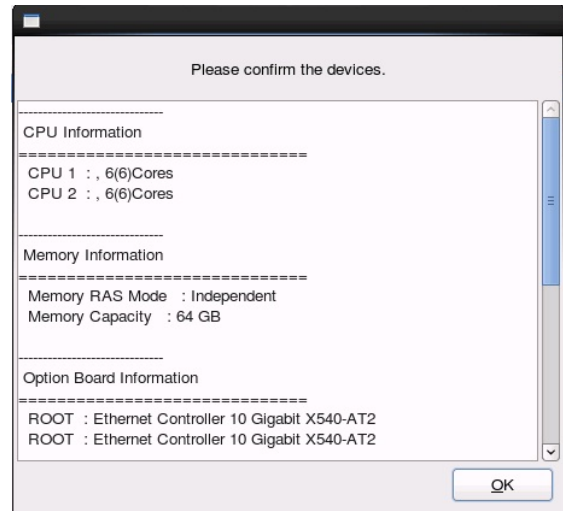 Please confirm the devices.
------------------------------
CPU Information
==============================
CPU 1 : , 6(6)Cores
CPU 2 : , 6(6)Cores
------------------------------
Memory Information
==============================
Memory RAS Mode : Independent
Memory Capacity : 64 GB
------------------------------
Option Board Information
==============================
ROOT : Ethernet Controller 10 Gigabit X540-AT2
ROOT : Ethernet Controller 10 Gigabit X540-AT2
OK